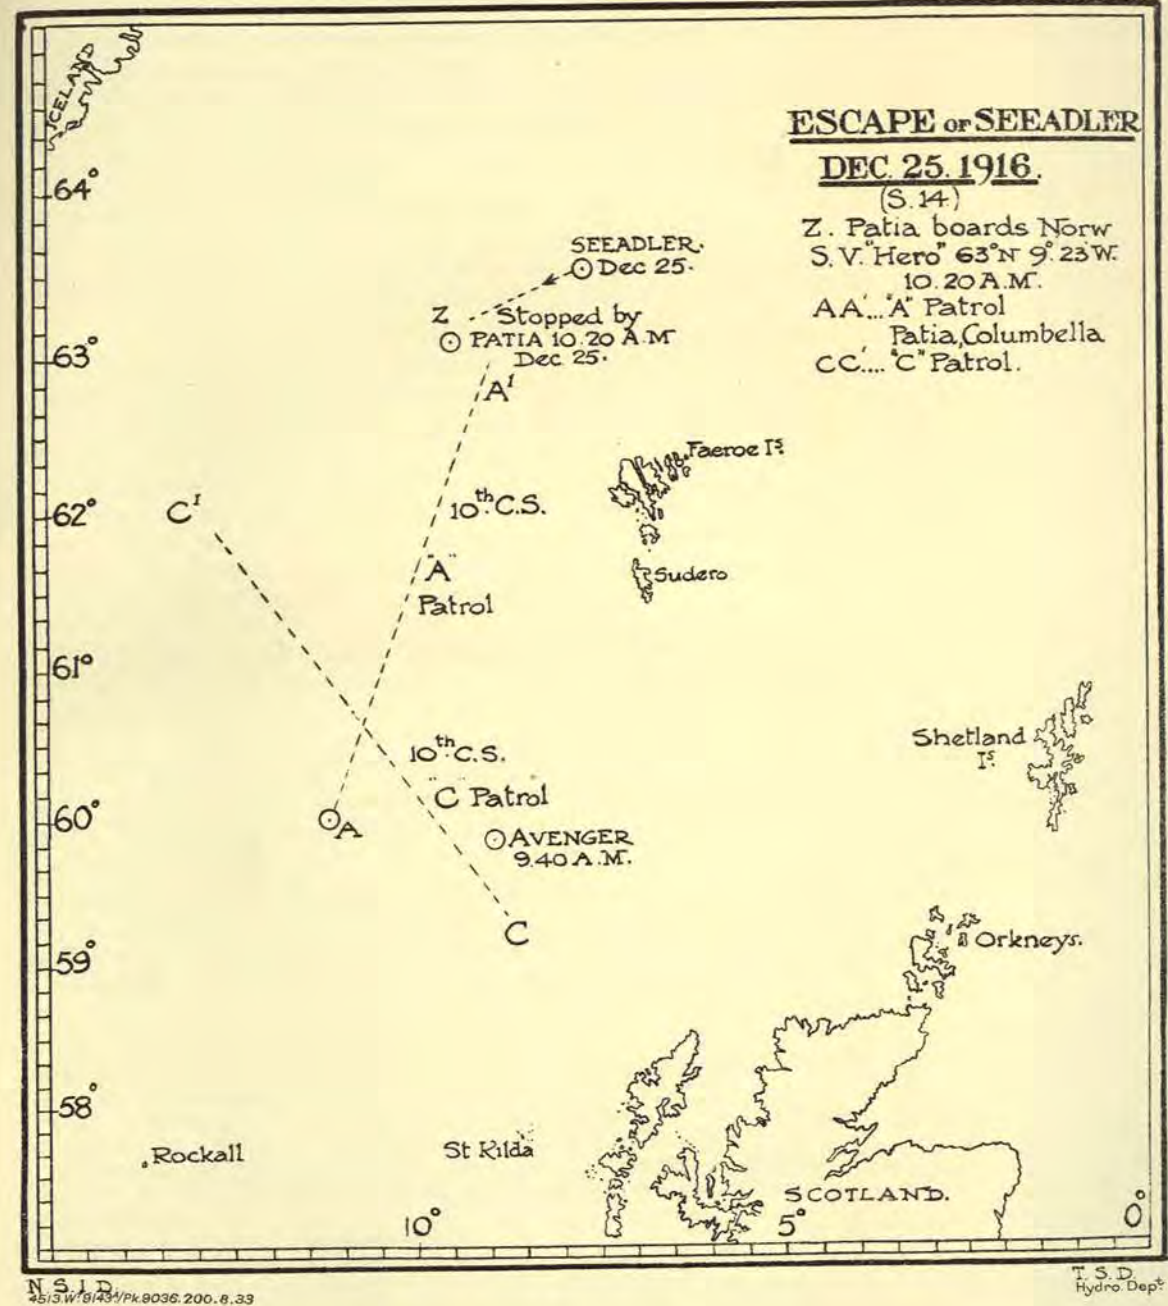 ICELAND
ESCAPE OF SEEADLER
DEC. 25. 1916.
(S.14.)
Z. Patia boards Norw
S.V. "Hero" 63°N 9°.23'W.
10.20 A.M.
AA'... "A" Patrol
Patia, Columbella
CC'.... "C" Patrol.
64°
SEEADLER.
Dec 25.
Z Stopped by
PATIA 10.20 A.M
Dec 25.
63°
A'
Faeroe Is.
62°
C'
10th C.S.
"A"
Patrol
Sudero
61°
Shetland
Is.
10th C.S.
"C" Patrol
60°
A
AVENGER
9.40 A.M.
C
59°
Orkneys.
58°
Rockall
St Kilda
SCOTLAND.
10°
5°
0°
N.S.I.D.
T.S.D.
Hydro. Dept.